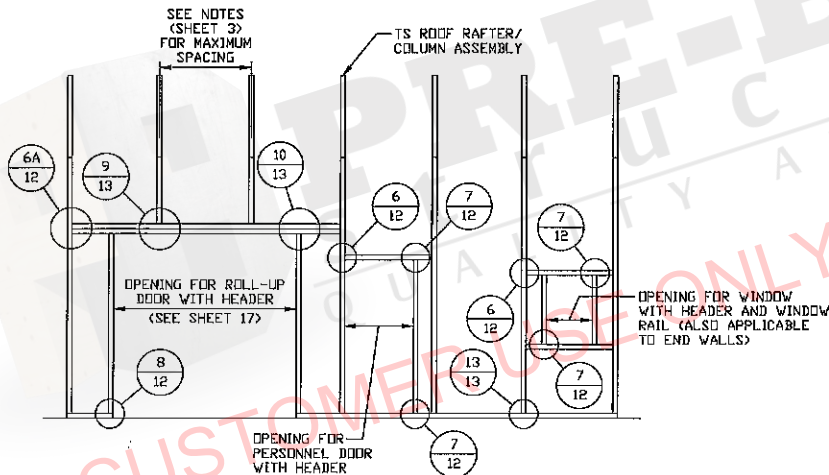 SEE NOTES
(SHEET 3)
FOR MAXIMUM
SPACING
TS ROOF RAFTER/
COLUMN ASSEMBLY
6A
12
9
13
10
13
6
12
7
12
7
12
OPENING FOR ROLL-UP
DOOR WITH HEADER
(SEE SHEET 17)
6
12
OPENING FOR WINDOW
WITH HEADER AND WINDOW
RAIL (ALSO APPLICABLE
TO END WALLS)
8
12
13
13
7
12
7
12
OPENING FOR
PERSONNEL DOOR
WITH HEADER
PRE-
Struc
QUALITY A
CUSTOMER USE ONLY